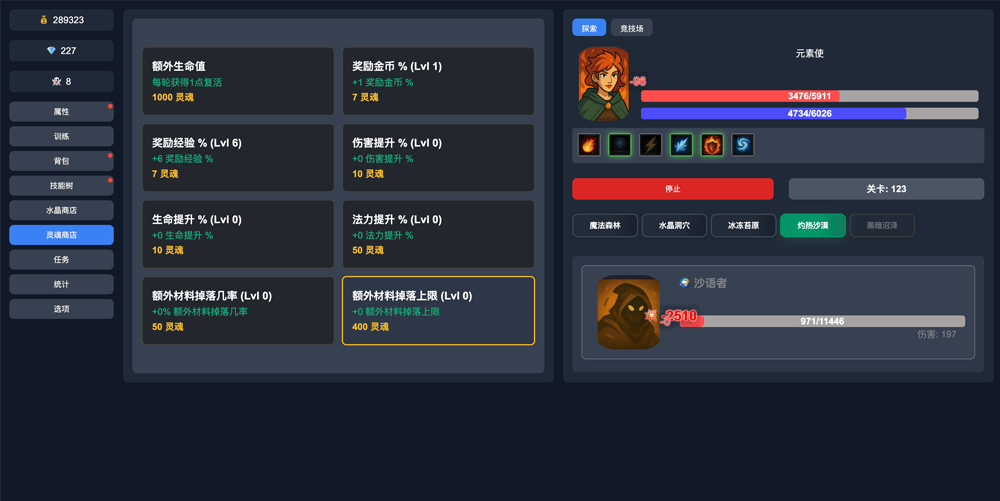 289323
227
8
属性
训练
背包
技能树
水晶商店
灵魂商店
任务
统计
选项
额外生命值
每轮获得1点复活
1000 灵魂
奖励金币 % (Lvl 1)
+1 奖励金币 %
7 灵魂
奖励经验 % (Lvl 6)
+6 奖励经验 %
7 灵魂
伤害提升 % (Lvl 0)
+0 伤害提升 %
10 灵魂
生命提升 % (Lvl 0)
+0 生命提升 %
10 灵魂
法力提升 % (Lvl 0)
+0 法力提升 %
50 灵魂
额外材料掉落几率 (Lvl 0)
+0% 额外材料掉落几率
50 灵魂
额外材料掉落上限 (Lvl 0)
+0 额外材料掉落上限
400 灵魂
探索
竞技场
元素使
-96
3476/5911
4734/6026
停止
关卡: 123
魔法森林
水晶洞穴
冰冻苔原
灼热沙漠
黑暗沼泽
沙语者
-2510
971/11446
伤害: 197